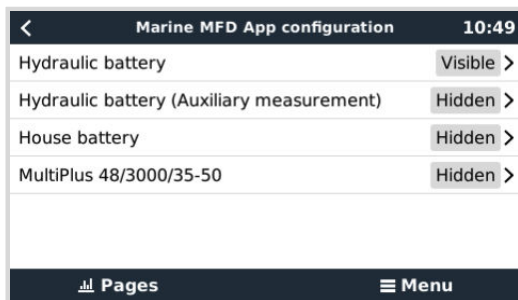 Marine MFD App configuration 10:49
Hydraulic battery Visible
Hydraulic battery (Auxiliary measurement) Hidden
House battery Hidden
MultiPlus 48/3000/35-50 Hidden
Pages Menu